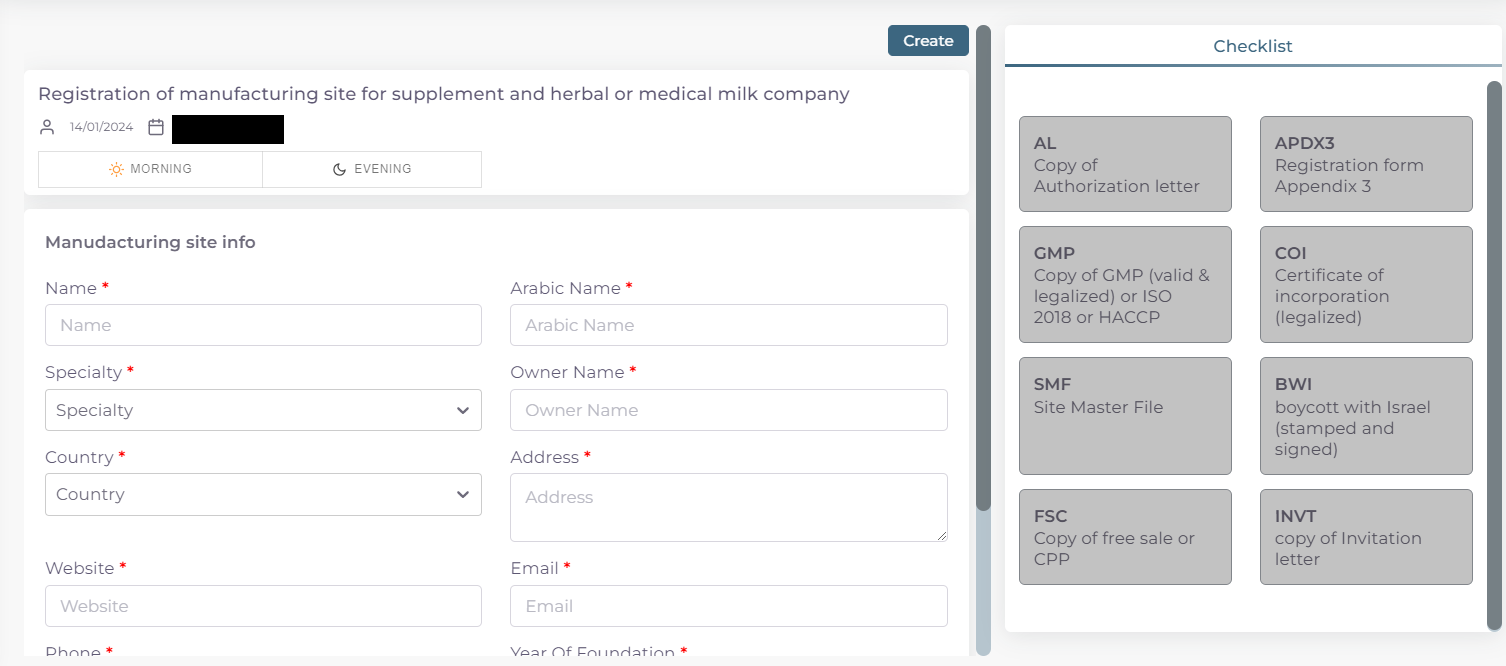 Create
Registration of manufacturing site for supplement and herbal or medical milk company
14/01/2024
MORNING
EVENING
Manudacturing site info
Name *
Arabic Name *
Name
Arabic Name
Specialty *
Owner Name *
Specialty
Owner Name
Country *
Address *
Country
Address
Website *
Email *
Website
Email
Phone *
Year Of Foundation *
Checklist
AL
Copy of
Authorization letter
APDX3
Registration form
Appendix 3
GMP
Copy of GMP (valid &
legalized) or ISO
2018 or HACCP
COI
Certificate of
incorporation
(legalized)
SMF
Site Master File
BWI
boycott with Israel
(stamped and
signed)
FSC
Copy of free sale or
CPP
INVT
copy of Invitation
letter